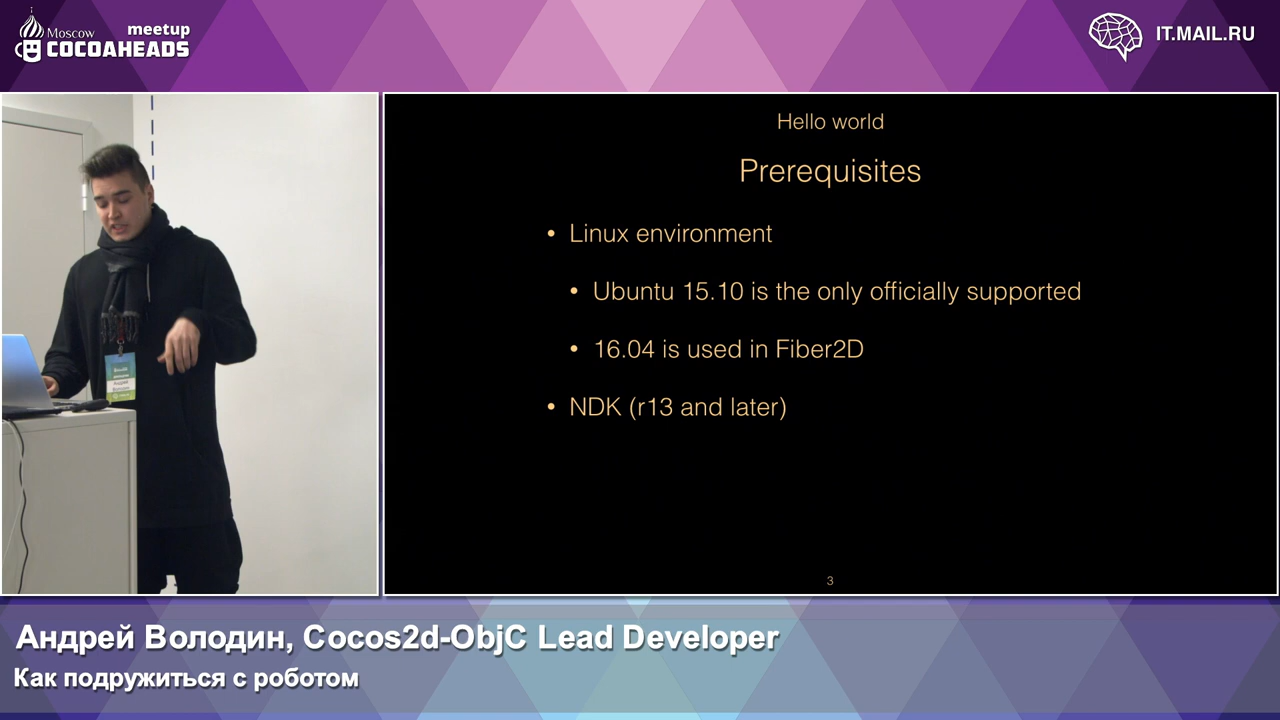 Moscow
meetup
COCOAHEADS
IT.MAIL.RU
Hello world
Prerequisites
• Linux environment
• Ubuntu 15.10 is the only officially supported
• 16.04 is used in Fiber2D
• NDK (r13 and later)
3
Андрей
Володин
Андрей Володин, Cocos2d-ObjC Lead Developer
Как подружиться с роботом